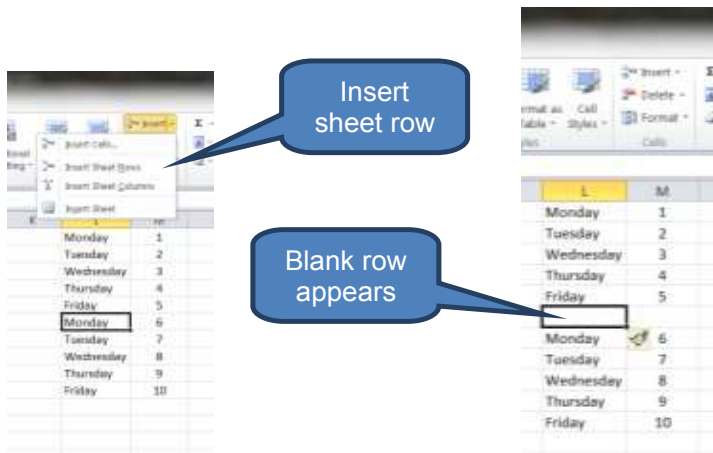 Insert
sheet row
Blank row
appears
Insert
Insert Cells...
Insert Sheet Rows
Insert Sheet Columns
Insert Sheet
K L M
Monday 1
Tuesday 2
Wednesday 3
Thursday 4
Friday 5
Monday 6
Tuesday 7
Wednesday 8
Thursday 9
Friday 10
Insert
Delete
Format
Cell
Styles
Cells
L M
Monday 1
Tuesday 2
Wednesday 3
Thursday 4
Friday 5
Monday 6
Tuesday 7
Wednesday 8
Thursday 9
Friday 10